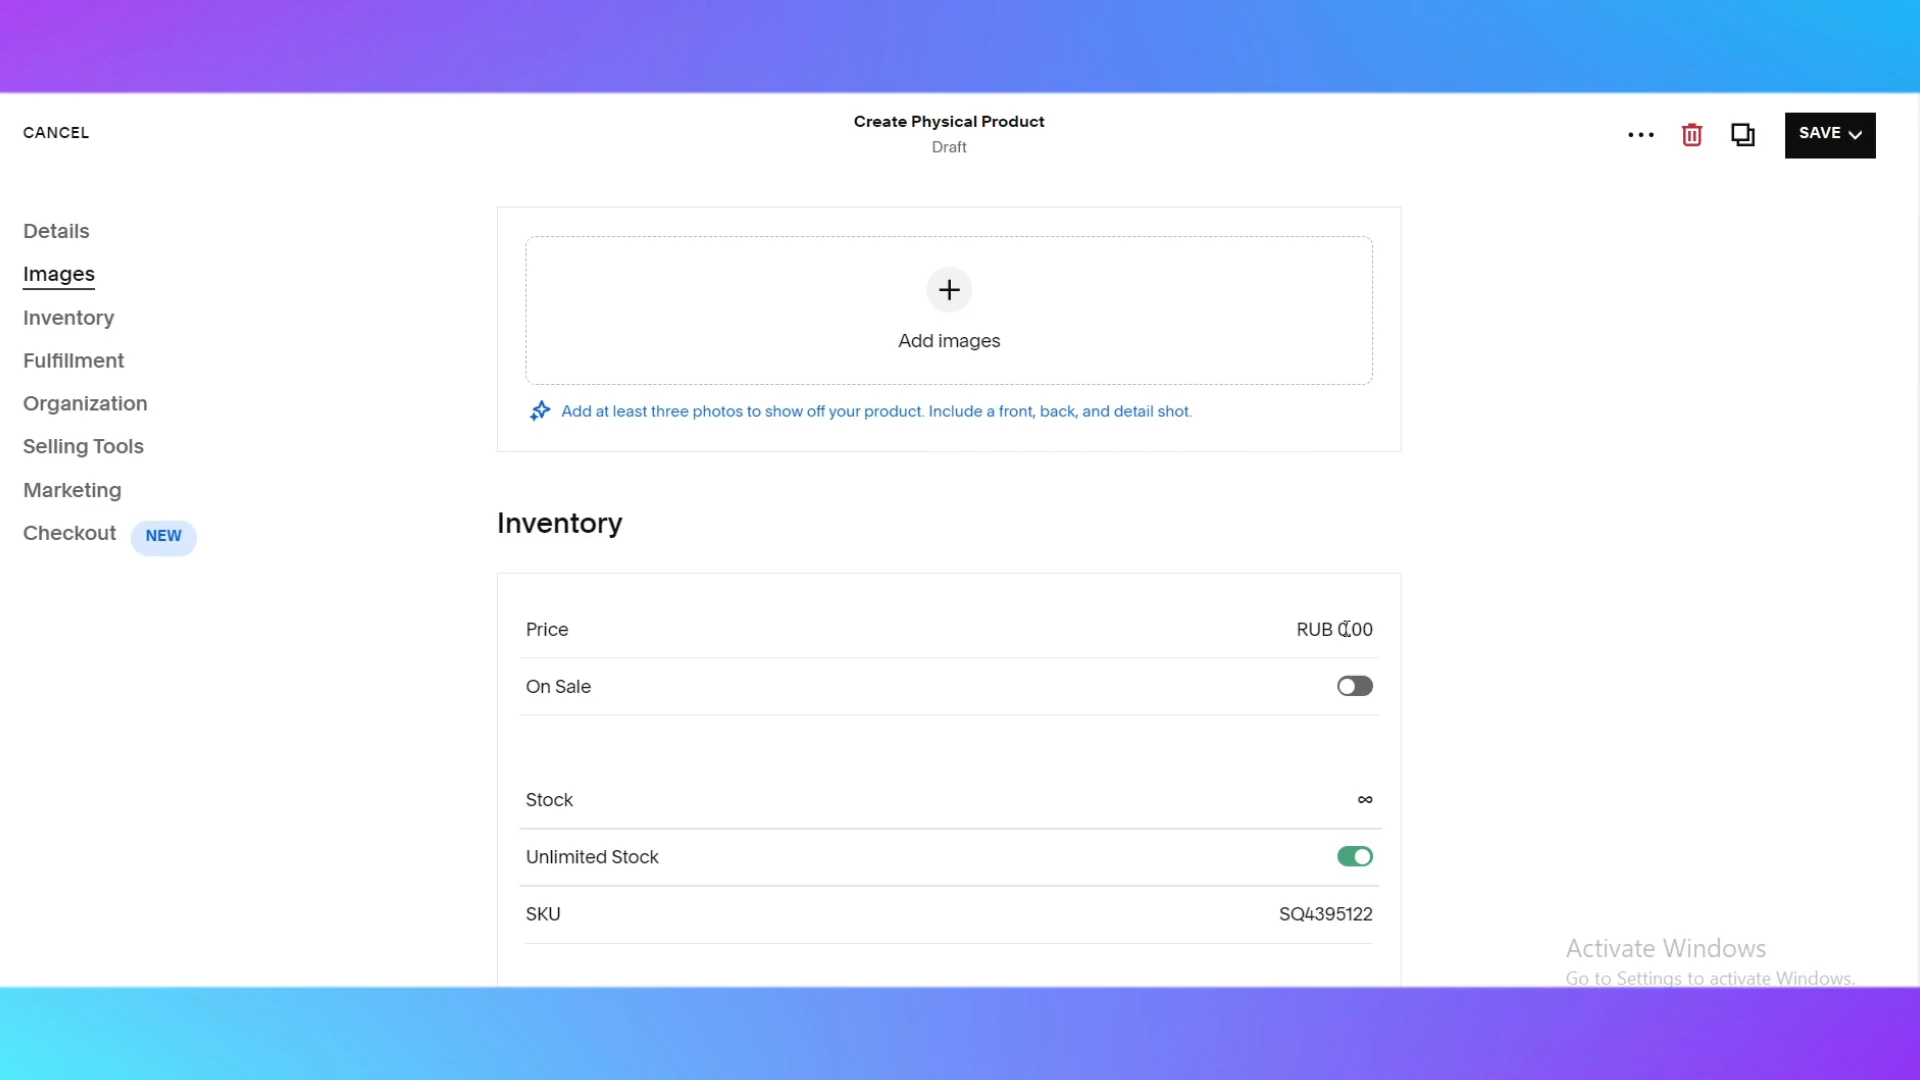 CANCEL
Create Physical Product
Draft
SAVE
Details
Images
Inventory
Fulfillment
Organization
Selling Tools
Marketing
Checkout NEW
Add images
Add at least three photos to show off your product. Include a front, back, and detail shot.
Inventory
Price RUB 0.00
On Sale
Stock ∞
Unlimited Stock
SKU SQ4395122
Activate Windows
Go to Settings to activate Windows.